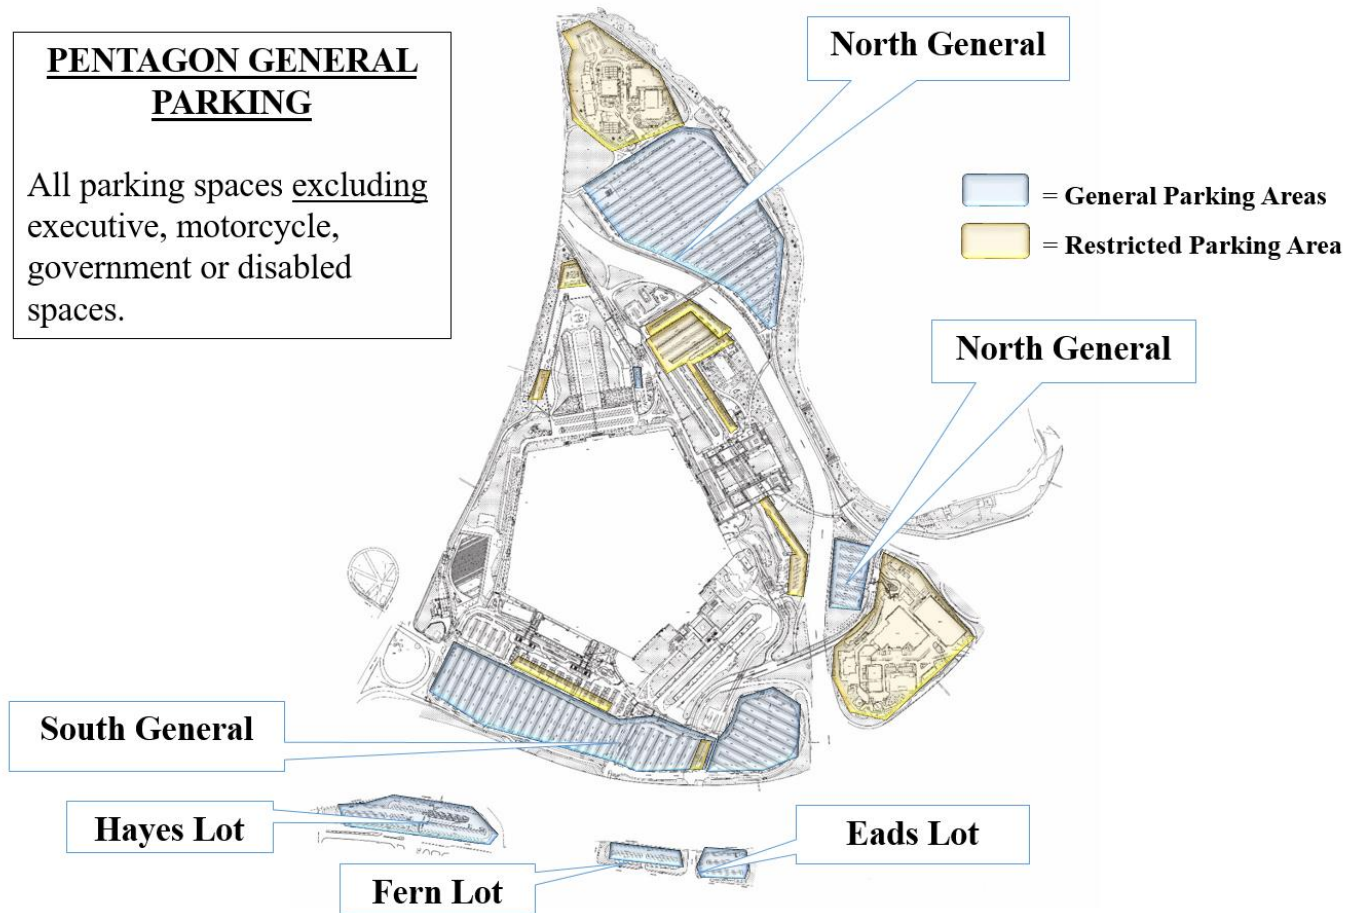 PENTAGON GENERAL
PARKING
All parking spaces excluding
executive, motorcycle,
government or disabled
spaces.
North General
= General Parking Areas
= Restricted Parking Area
North General
South General
Hayes Lot
Fern Lot
Eads Lot